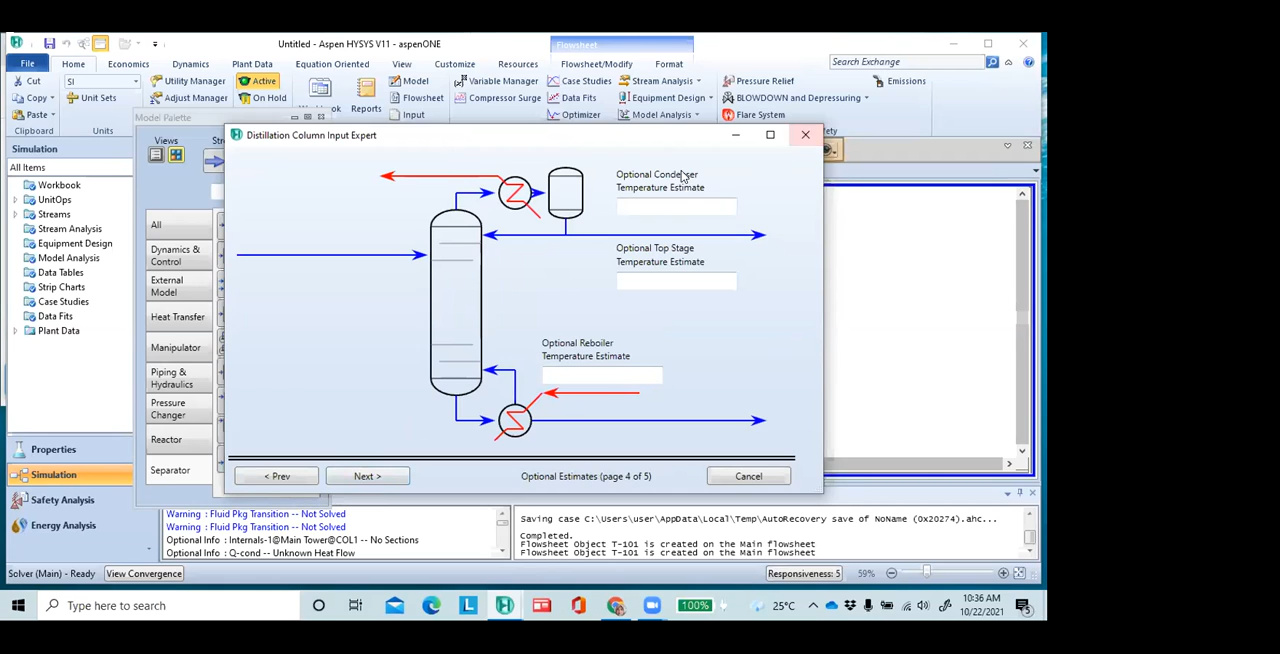 Untitled - Aspen HYSYS V11 - aspenONE
Flowsheet
File
Home
Economics
Dynamics
Plant Data
Equation Oriented
View
Customize
Resources
Flowsheet/Modify
Format
Search Exchange
Cut
SI
Utility Manager
Active
Model
Variable Manager
Case Studies
Stream Analysis
Pressure Relief
Emissions
Copy
Unit Sets
Adjust Manager
On Hold
Reports
Flowsheet
Compressor Surge
Data Fits
Equipment Design
BLOWDOWN and Depressuring
Paste
Input
Optimizer
Model Analysis
Flare System
Clipboard
Units
Simulation
Model Palette
All Items
Workbook
UnitOps
Streams
Stream Analysis
Equipment Design
Model Analysis
Data Tables
Strip Charts
Case Studies
Data Fits
Plant Data
Properties
Simulation
Safety Analysis
Energy Analysis
Views
All
Dynamics &
Control
External
Model
Heat Transfer
Manipulator
Piping &
Hydraulics
Pressure
Changer
Reactor
Separator
Distillation Column Input Expert
Optional Condenser
Temperature Estimate
Optional Top Stage
Temperature Estimate
Optional Reboiler
Temperature Estimate
< Prev
Next >
Optional Estimates (page 4 of 5)
Cancel
Warning : Fluid Pkg Transition -- Not Solved
Warning : Fluid Pkg Transition -- Not Solved
Optional Info : Internals-1@Main Tower@COL1 -- No Sections
Optional Info : Q-cond -- Unknown Heat Flow
Saving case C:\Users\user\AppData\Local\Temp\AutoRecovery save of NoName (0x20274).ahc...
Completed.
Flowsheet Object T-101 is created on the Main flowsheet
Flowsheet Object T-101 is created on the Main flowsheet
Solver (Main) - Ready
View Convergence
Responsiveness: 5
59%
Type here to search
100%
25°C
10:36 AM
10/22/2021